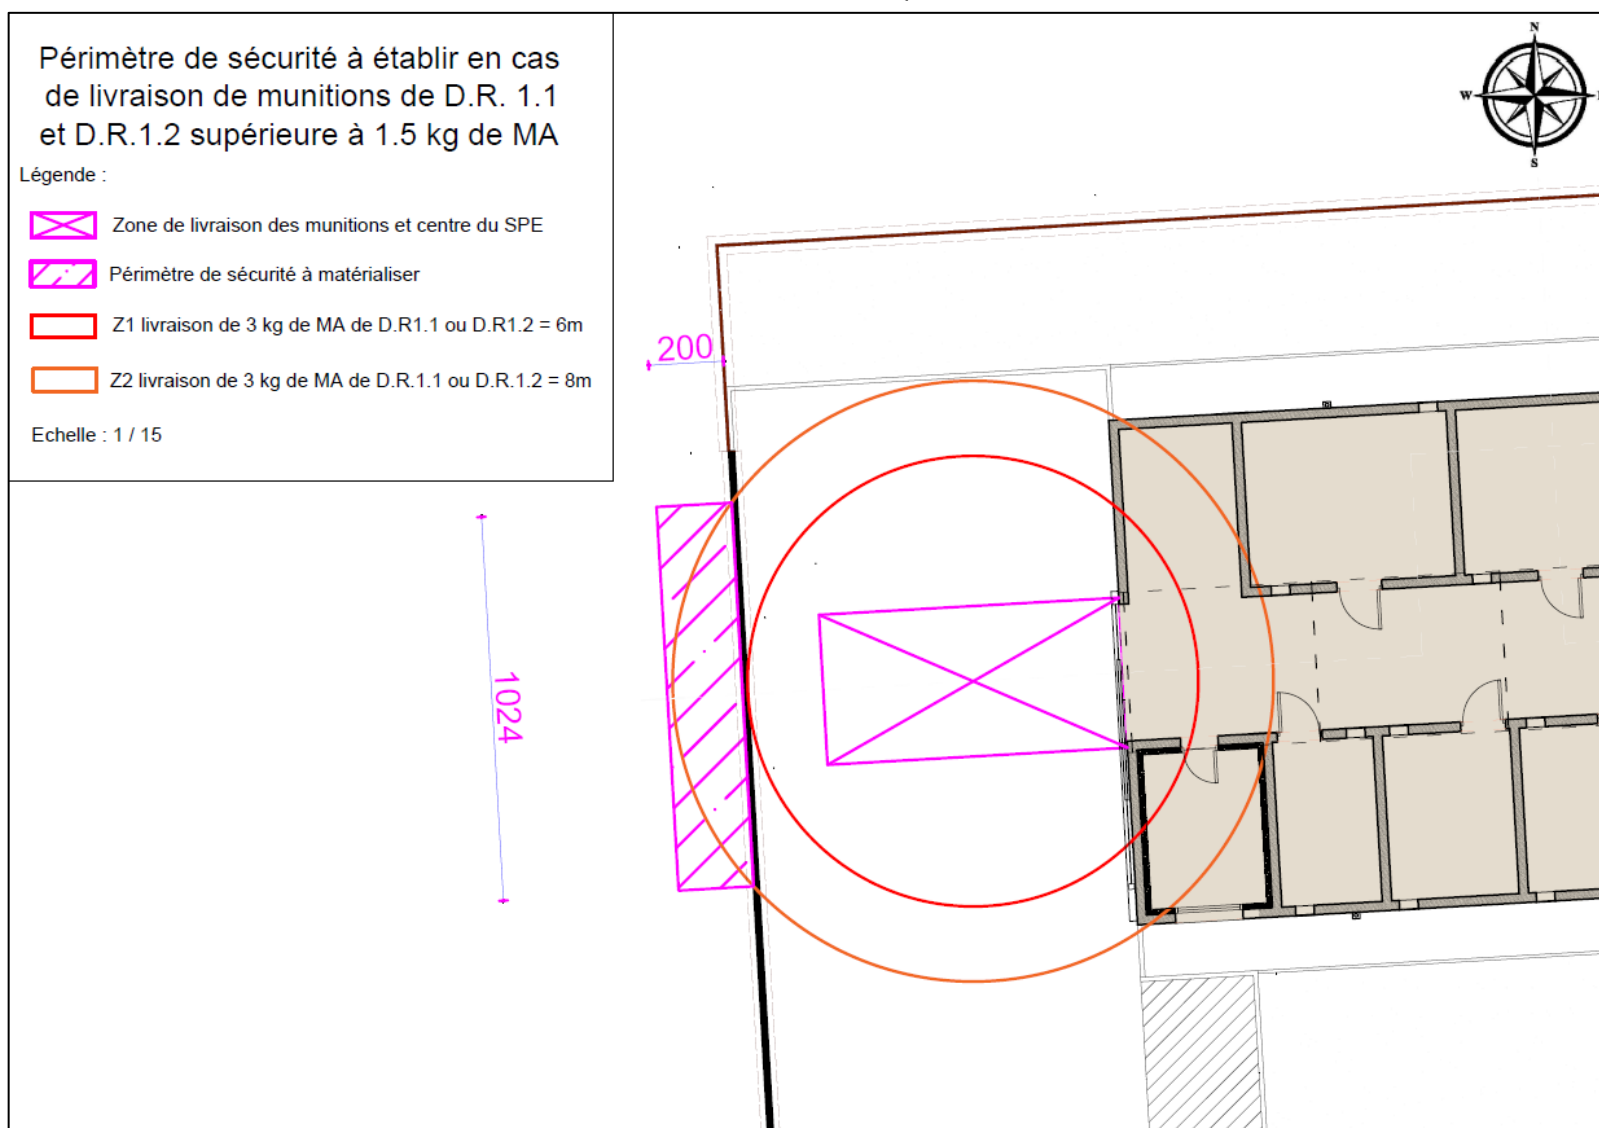 Périmètre de sécurité à établir en cas
de livraison de munitions de D.R. 1.1
et D.R.1.2 supérieure à 1.5 kg de MA
Légende :
Zone de livraison des munitions et centre du SPE
Périmètre de sécurité à matérialiser
Z1 livraison de 3 kg de MA de D.R1.1 ou D.R1.2 = 6m
Z2 livraison de 3 kg de MA de D.R.1.1 ou D.R.1.2 = 8m
Echelle : 1 / 15
N
W
S
200
1024